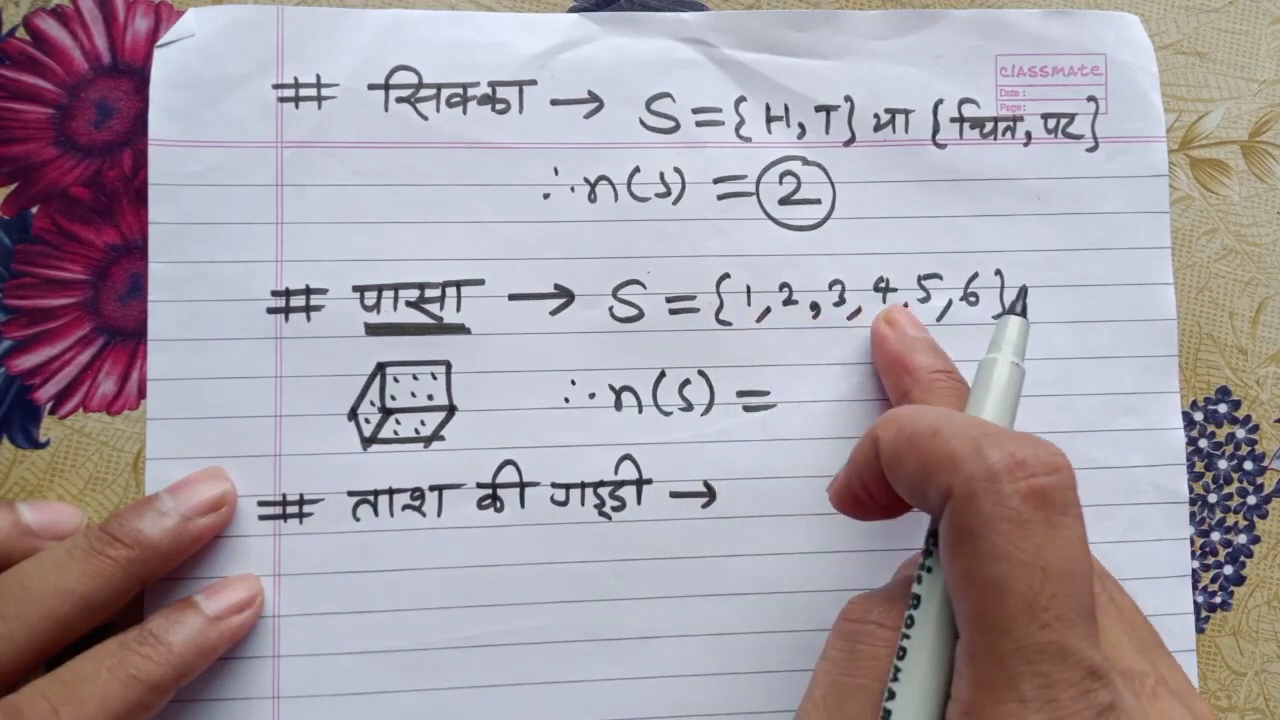 classmate
Date :
Page :
# सिक्का → S = {H, T} या {चित, पट}
∴ n(S) = 2
# पासा → S = {1, 2, 3, 4, 5, 6}
∴ n(S) =
# ताश की गड्डी →